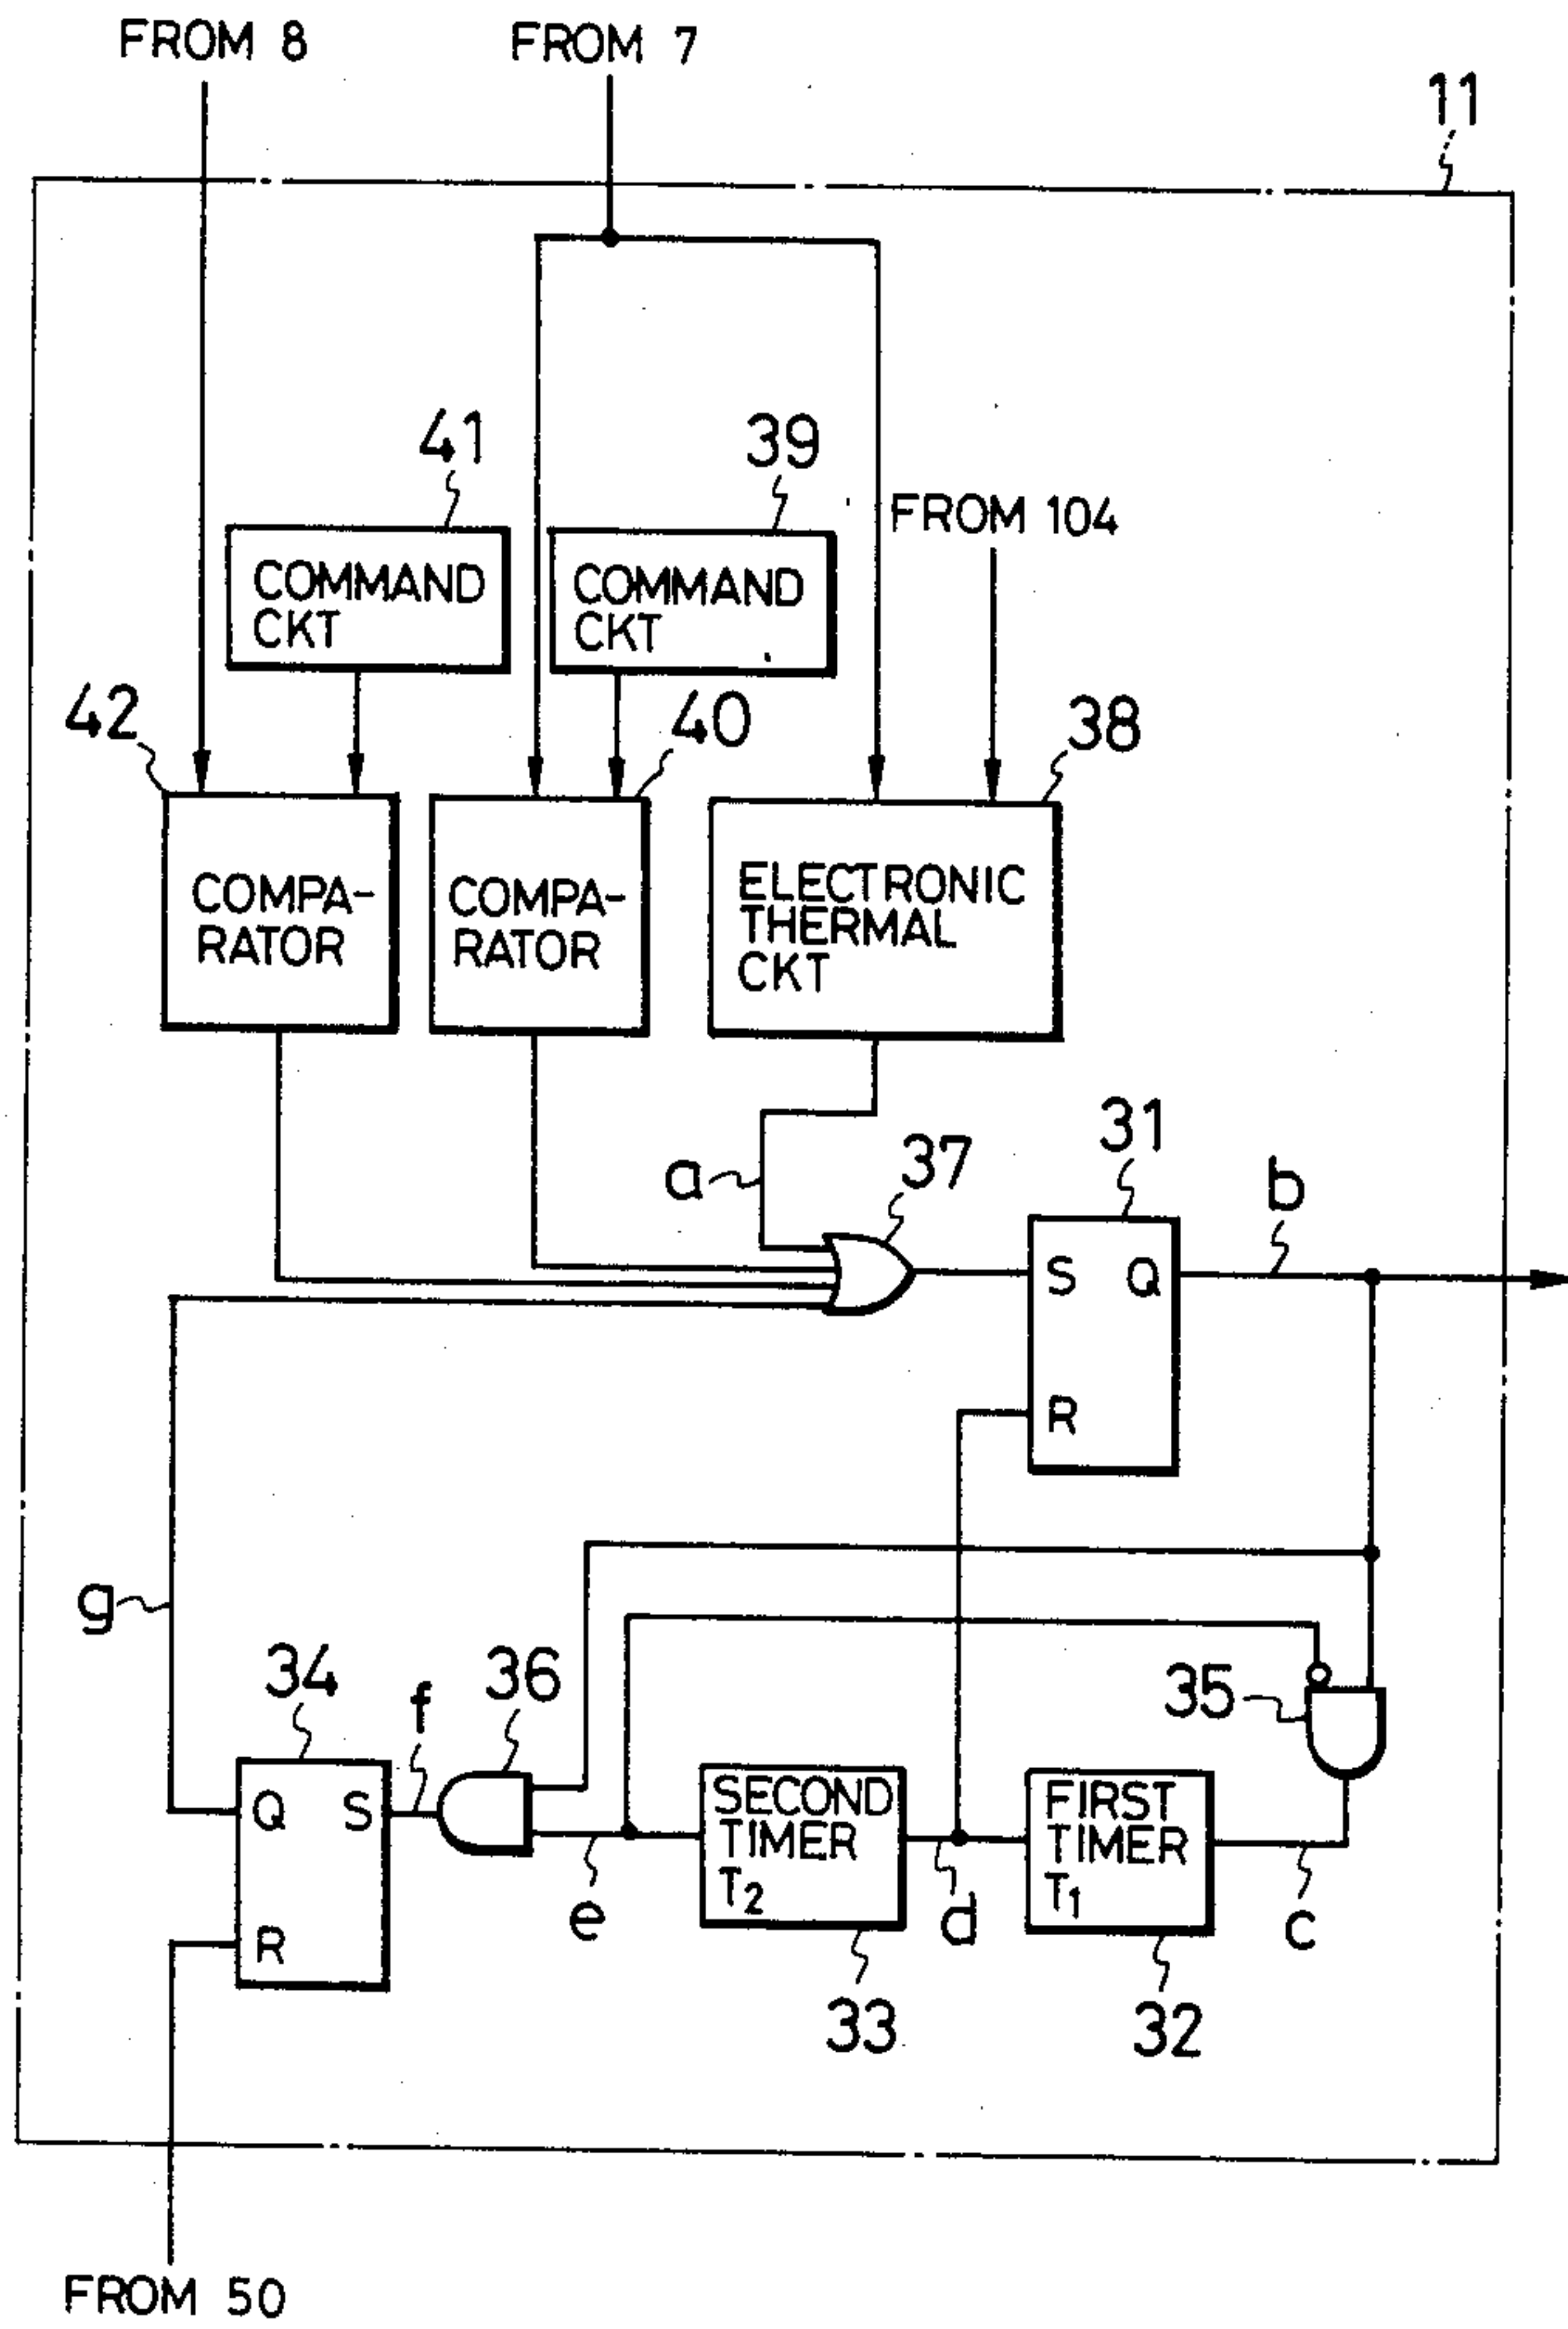 FROM 8
FROM 7
11
41
39
FROM 104
COMMAND
CKT
COMMAND
CKT
42
40
38
COMPA-
RATOR
COMPA-
RATOR
ELECTRONIC
THERMAL
CKT
31
37
a
b
S
Q
R
g
34
f
36
35
Q
S
SECOND
TIMER
T2
FIRST
TIMER
T1
e
d
c
R
33
32
FROM 50